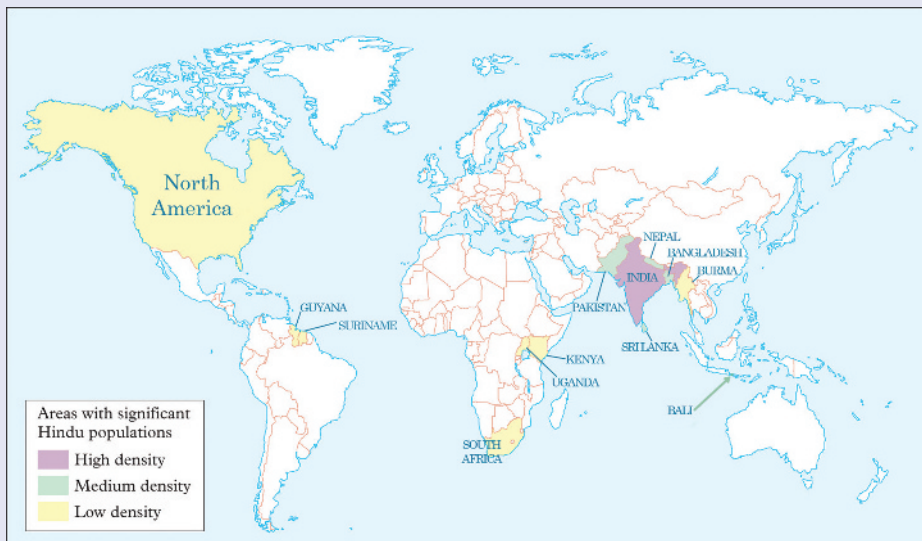 North
America
NEPAL
BANGLADESH
INDIA
BURMA
PAKISTAN
GUYANA
SURINAME
SRI LANKA
KENYA
UGANDA
BALI
SOUTH
AFRICA
Areas with significant
Hindu populations
High density
Medium density
Low density